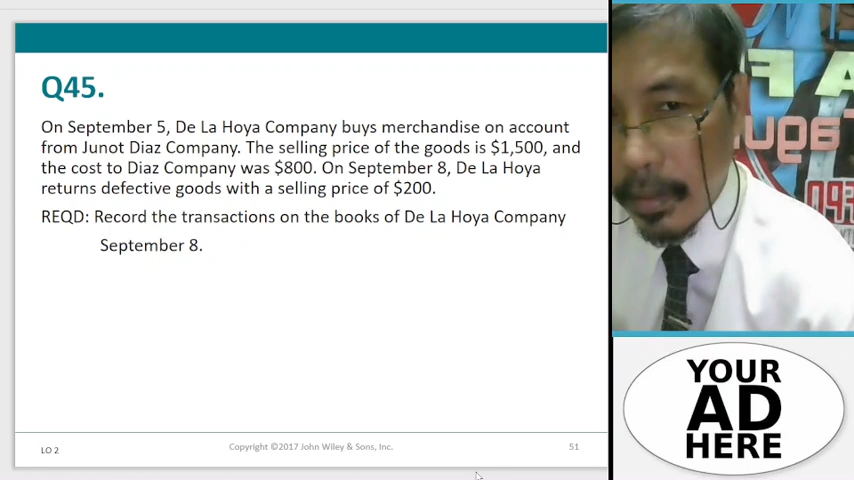 Q45.
On September 5, De La Hoya Company buys merchandise on account
from Junot Diaz Company. The selling price of the goods is $1,500, and
the cost to Diaz Company was $800. On September 8, De La Hoya
returns defective goods with a selling price of $200.
REQD: Record the transactions on the books of De La Hoya Company
September 8.
LO 2
Copyright ©2017 John Wiley & Sons, Inc.
51
YOUR
AD
HERE